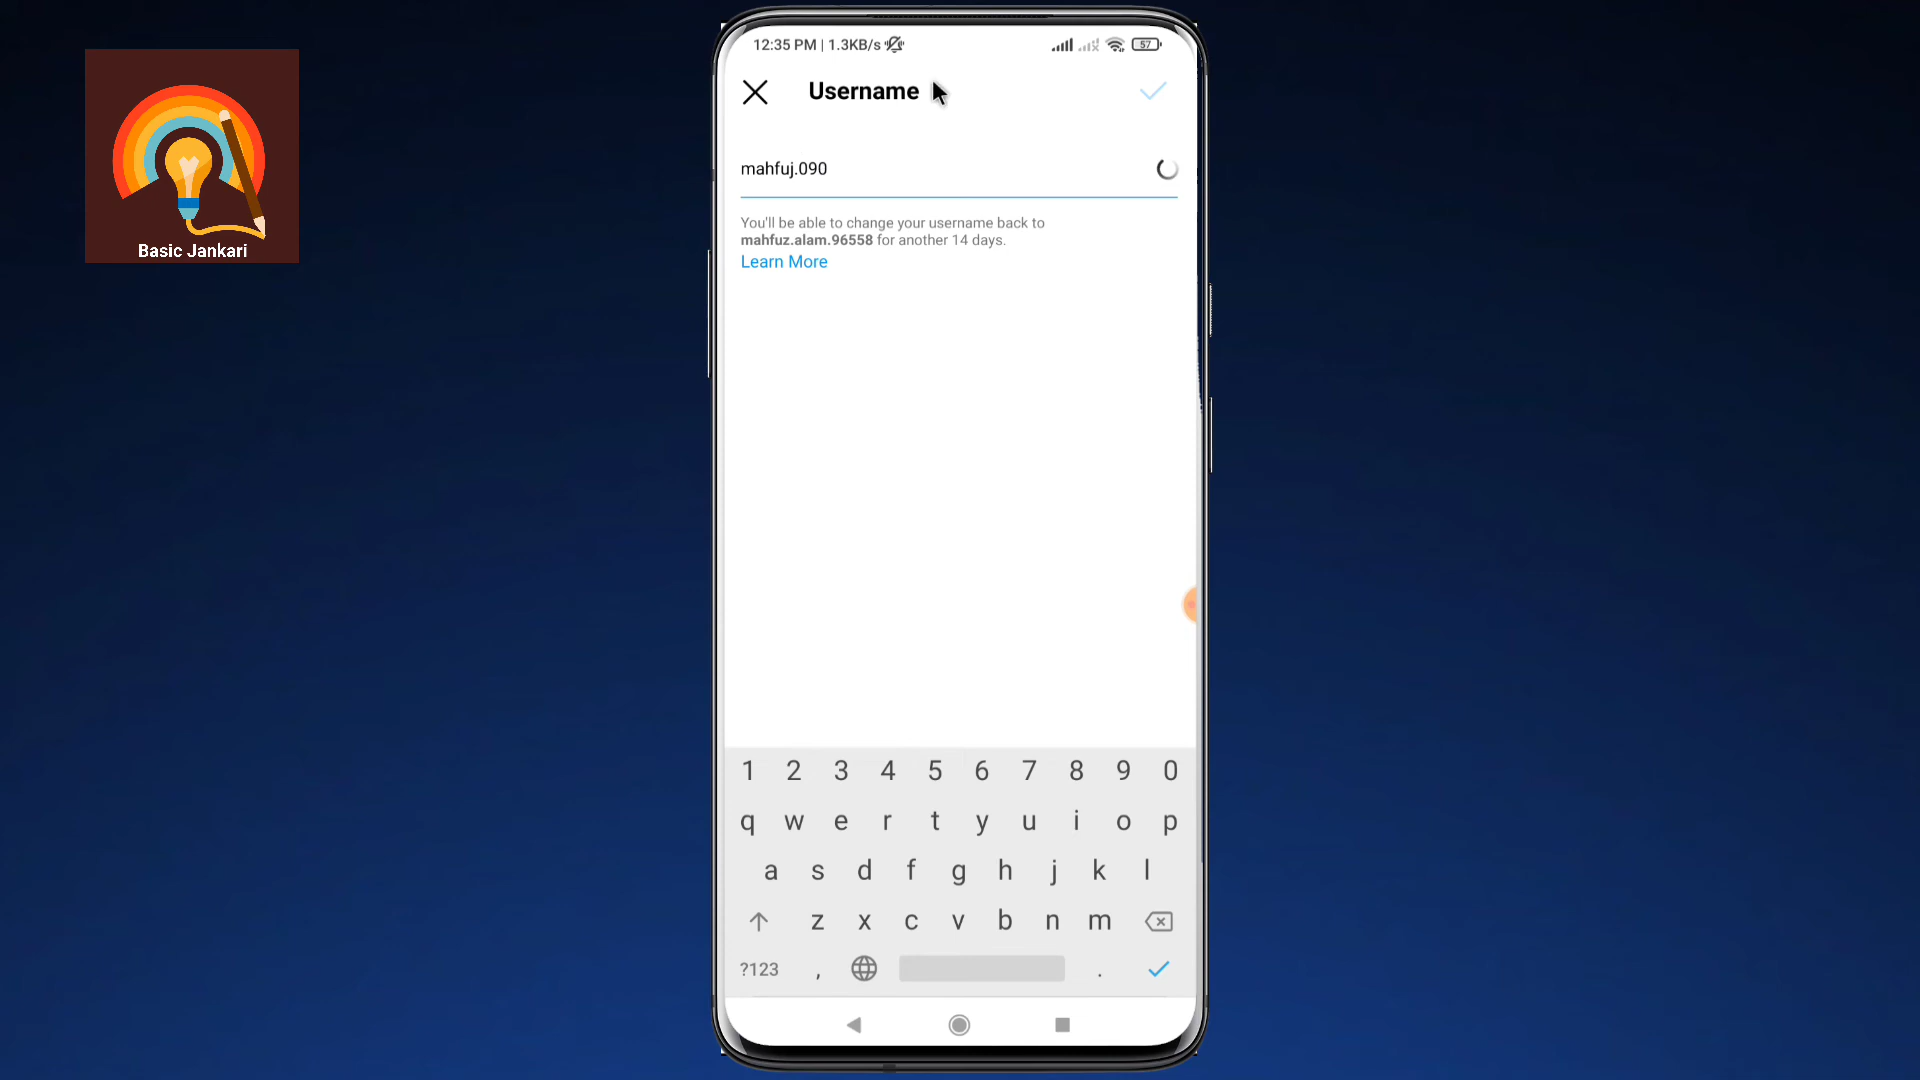 Basic Jankari
12:35 PM | 1.3KB/s
57
Username
mahfuj.090
You'll be able to change your username back to
mahfuz.alam.96558 for another 14 days.
Learn More
1 2 3 4 5 6 7 8 9 0
q w e r t y u i o p
a s d f g h j k l
z x c v b n m
?123 , .